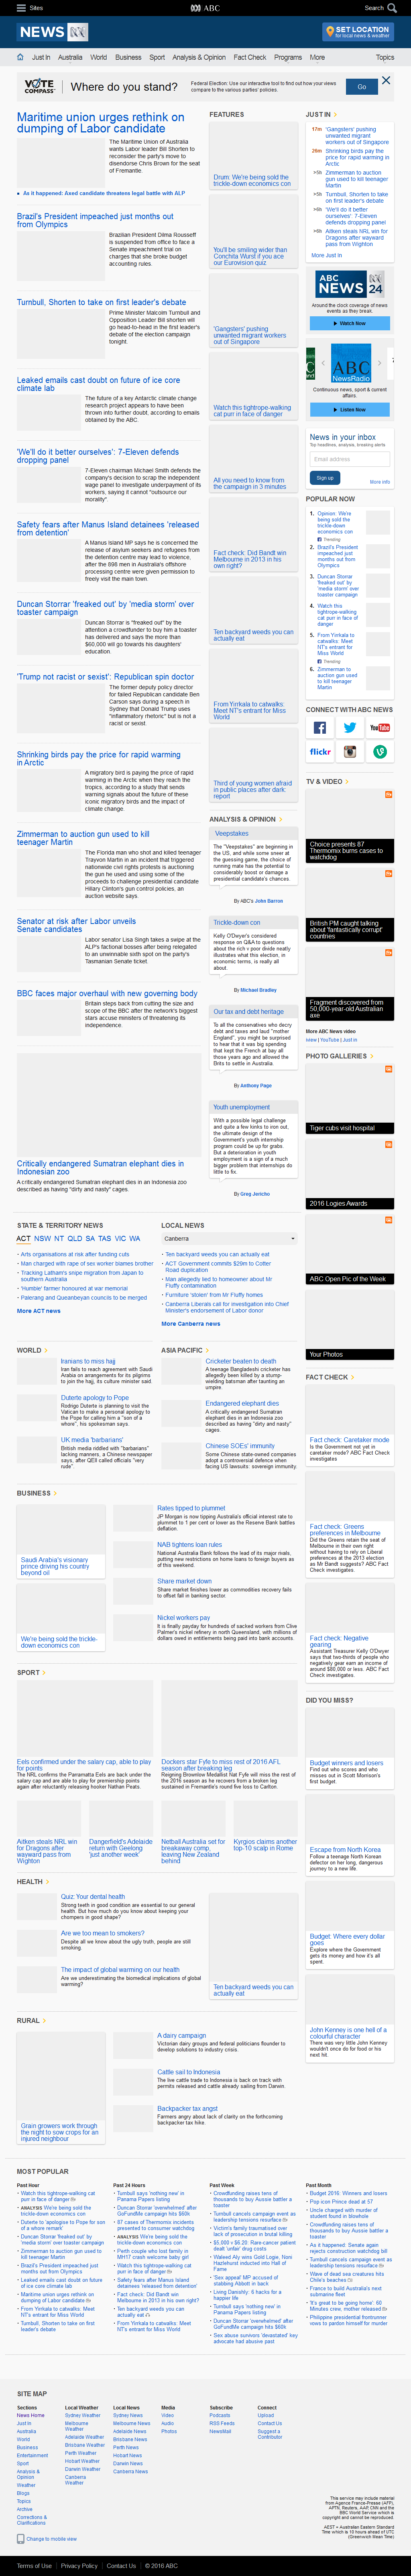 Sites
ABC
Search
NEWS
SET LOCATION
for local news & weather
Just In Australia World Business Sport Analysis & Opinion Fact Check Programs More Topics
VOTE COMPASS
Where do you stand?
Federal Election: Use our interactive tool to find out how your views compare to the various parties' policies.
Go
Maritime union urges rethink on
dumping of Labor candidate
The Maritime Union of Australia
wants Labor leader Bill Shorten to
reconsider the party's move to
disendorse Chris Brown for the seat
of Fremantle.
As it happened: Axed candidate threatens legal battle with ALP
Brazil's President impeached just months out
from Olympics
Brazilian President Dilma Rousseff
is suspended from office to face a
Senate impeachment trial on
charges that she broke budget
accounting rules.
Turnbull, Shorten to take on first leader's debate
Prime Minister Malcolm Turnbull and
Opposition Leader Bill Shorten will
go head-to-head in the first leader's
debate of the election campaign
tonight.
Leaked emails cast doubt on future of ice core
climate lab
The future of a key Antarctic climate change
research project appears to have been
thrown into further doubt, according to emails
obtained by the ABC.
'We'll do it better ourselves': 7-Eleven defends
dropping panel
7-Eleven chairman Michael Smith defends the
company's decision to scrap the independent
wage panel to investigate underpayment of its
workers, saying it cannot "outsource our
morality".
Safety fears after Manus Island detainees 'released
from detention'
A Manus Island MP says he is concerned the
release of asylum seekers from the offshore
processing centre may lead to violence,
after the more than 850 men held at the
processing centre were given permission to
freely visit the main town.
Duncan Storrar 'freaked out' by 'media storm' over
toaster campaign
Duncan Storrar is "freaked out" by the
attention a crowdfunder to buy him a toaster
has delivered and says the more than
$60,000 will go towards his daughters'
education.
'Trump not racist or sexist': Republican spin doctor
The former deputy policy director
for failed Republican candidate Ben
Carson says during a speech in
Sydney that Donald Trump uses
"inflammatory rhetoric" but is not a
racist or sexist.
Shrinking birds pay the price for rapid warming
in Arctic
A migratory bird is paying the price of rapid
warming in the Arctic when they reach the
tropics, according to a study that sends
warning signals about the future of some of
these iconic migratory birds and the impact of
climate change.
Zimmerman to auction gun used to kill
teenager Martin
The Florida man who shot and killed teenager
Trayvon Martin in an incident that triggered
nationwide civil rights protests is auctioning
the gun he used and using some of the
proceeds to challenge presidential candidate
Hilary Clinton's gun control policies, an
auction website says.
Senator at risk after Labor unveils
Senate candidates
Labor senator Lisa Singh takes a swipe at the
ALP's factional bosses after being relegated
to an unwinnable sixth spot on the party's
Tasmanian Senate ticket.
BBC faces major overhaul with new governing body
Britain steps back from cutting the size and
scope of the BBC after the network's biggest
stars accuse ministers of threatening its
independence.
Critically endangered Sumatran elephant dies in
Indonesian zoo
A critically endangered Sumatran elephant dies in an Indonesia zoo
described as having "dirty and nasty" cages.
FEATURES
Drum: We're being sold the
trickle-down economics con
You'll be smiling wider than
Conchita Wurst if you ace
our Eurovision quiz
'Gangsters' pushing
unwanted migrant workers
out of Singapore
Watch this tightrope-walking
cat purr in face of danger
All you need to know from
the campaign in 3 minutes
Fact check: Did Bandt win
Melbourne in 2013 in his
own right?
Ten backyard weeds you can
actually eat
From Yirrkala to catwalks:
Meet NT's entrant for Miss
World
Third of young women afraid
in public places after dark:
report
ANALYSIS & OPINION
Veepstakes
The "Veepstakes" are beginning in
the US, and while some sneer at
the guessing game, the choice of
running mate has the potential to
considerably boost or damage a
presidential candidate's chances.
By ABC's John Barron
Trickle-down con
Kelly O'Dwyer's considered
response on Q&A to questions
about the rich v poor divide neatly
illustrates what this election, in
economic terms, is really all
about.
By Michael Bradley
Our tax and debt heritage
To all the conservatives who decry
debt and taxes and laud "mother
England", you might be surprised
to hear that it was big spending
that kept the French at bay all
those years ago and allowed the
Brits to settle in Australia.
By Anthony Page
Youth unemployment
With a possible legal challenge
and quite a few kinks to iron out,
the ultimate design of the
Government's youth internship
program could be up for grabs.
But a deterioration in youth
employment is a sign of a much
bigger problem that internships do
little to fix.
By Greg Jericho
JUST IN
17m 'Gangsters' pushing
unwanted migrant
workers out of Singapore
26m Shrinking birds pay the
price for rapid warming in
Arctic
+5h Zimmerman to auction
gun used to kill teenager
Martin
+5h Turnbull, Shorten to take
on first leader's debate
+6h 'We'll do it better
ourselves': 7-Eleven
defends dropping panel
+6h Aitken steals NRL win for
Dragons after wayward
pass from Whighton
More Just In
ABC NEWS 24
Around the clock coverage of news
events as they break.
Watch Now
ABC NewsRadio
Continuous news, sport & current
affairs
Listen Now
News in your inbox
Top headlines, analysis, breaking alerts
Email address
Sign up
More info
POPULAR NOW
1. Opinion: We're
being sold the
trickle-down
economics con
Trending
2. Brazil's President
impeached just
months out from
Olympics
3. Duncan Storrar
'freaked out' by
'media storm' over
toaster campaign
4. Watch this
tightrope-walking
cat purr in face of
danger
5. From Yirrkala to
catwalks: Meet
NT's entrant for
Miss World
Trending
6. Zimmerman to
auction gun used
to kill teenager
Martin
CONNECT WITH ABC NEWS
YouTube
flickr
TV & VIDEO
Choice presents 87
Thermomix burns cases to
watchdog
British PM caught talking
about 'fantastically corrupt'
countries
Fragment discovered from
50,000-year-old Australian
axe
More ABC News video
iview | YouTube | Just In
PHOTO GALLERIES
Tiger cubs visit hospital
2016 Logies Awards
ABC Open Pic of the Week
Your Photos
FACT CHECK
Fact check: Caretaker mode
Is the Government not yet in
caretaker mode? ABC Fact Check
investigates
Fact check: Greens
preferences in Melbourne
Did the Greens retain the seat of
Melbourne in their own right
without having to rely on Liberal
preferences at the 2013 election
as Mr Bandt suggests? ABC Fact
Check investigates.
Fact check: Negative
gearing
Assistant Treasurer Kelly O'Dwyer
says that two-thirds of people who
negatively gear earn an income of
around $80,000 or less. ABC Fact
Check investigates.
DID YOU MISS?
Budget winners and losers
Find out who scores and who
misses out in Scott Morrison's
first budget.
Escape from North Korea
Follow a teenage North Korean
defector on her long, dangerous
journey to a new life.
Budget: Where every dollar
goes
Explore where the Government
gets its money and how it's all
spent.
John Kenney is one hell of a
colourful character
There was very little John Kenney
wouldn't once do for food or his
next hit.
STATE & TERRITORY NEWS
ACT NSW NT QLD SA TAS VIC WA
Arts organisations at risk after funding cuts
Man charged with rape of sex worker blames brother
Tracking Latham's snipe migration from Japan to
southern Australia
'Humble' farmer honoured at war memorial
Palerang and Queanbeyan councils to be merged
More ACT news
LOCAL NEWS
Canberra
Ten backyard weeds you can actually eat
ACT Government commits $29m to Cotter
Road duplication
Man allegedly lied to homeowner about Mr
Fluffy contamination
Furniture 'stolen' from Mr Fluffy homes
Canberra Liberals call for investigation into Chief
Minister's endorsement of Labor donor
More Canberra news
WORLD
Iranians to miss hajj
Iran fails to reach agreement with Saudi
Arabia on arrangements for its pilgrims
to join the hajj, its culture minister said.
Duterte apology to Pope
Rodrigo Duterte is planning to visit the
Vatican to make a personal apology to
the Pope for calling him a "son of a
whore", his spokesman says.
UK media 'barbarians'
British media riddled with "barbarians"
lacking manners, a Chinese newspaper
says, after QEII called officials "very
rude".
ASIA PACIFIC
Cricketer beaten to death
A teenage Bangladeshi cricketer has
allegedly been killed by a stump-
wielding batsman after taunting an
umpire.
Endangered elephant dies
A critically endangered Sumatran
elephant dies in an Indonesia zoo
described as having "dirty and nasty"
cages.
Chinese SOEs' immunity
Some Chinese state-owned companies
adopt a controversial defence when
facing US lawsuits: sovereign immunity.
BUSINESS
Saudi Arabia's visionary
prince driving his country
beyond oil
We're being sold the trickle-
down economics con
Rates tipped to plummet
JP Morgan is now tipping Australia's official interest rate to
plummet to 1 per cent or lower as the Reserve Bank battles
deflation.
NAB tightens loan rules
National Australia Bank follows the lead of its major rivals,
putting new restrictions on home loans to foreign buyers as
of this weekend.
Share market down
Share market finishes lower as commodities recovery fails
to offset fall in banking sector.
Nickel workers pay
It is finally payday for hundreds of sacked workers from Clive
Palmer's nickel refinery in north Queensland, with millions of
dollars owed in entitlements being paid into bank accounts.
SPORT
Eels confirmed under the salary cap, able to play
for points
The NRL confirms the Parramatta Eels are back under the
salary cap and are able to play for premiership points
again after reluctantly releasing hooker Nathan Peats.
Dockers star Fyfe to miss rest of 2016 AFL
season after breaking leg
Reigning Brownlow Medallist Nat Fyfe will miss the rest of
the 2016 season as he recovers from a broken leg
sustained in Fremantle's round five loss to Carlton.
Aitken steals NRL win
for Dragons after
wayward pass from
Wighton
Dangerfield's Adelaide
return with Geelong
'just another week'
Netball Australia set for
breakaway comp,
leaving New Zealand
behind
Kyrgios claims another
top-10 scalp in Rome
HEALTH
Quiz: Your dental health
Strong teeth in good condition are essential to our general
health. But how much do you know about keeping your
chompers in good shape?
Are we too mean to smokers?
Despite all we know about the ugly truth, people are still
smoking.
The impact of global warming on our health
Are we underestimating the biomedical implications of global
warming?
Ten backyard weeds you can
actually eat
RURAL
Grain growers work through
the night to sow crops for an
injured neighbour
A dairy campaign
Victorian dairy groups and federal politicians flounder to
develop solutions to industry crisis.
Cattle sail to Indonesia
The live cattle trade to Indonesia is back on track with
permits released and cattle already sailing from Darwin.
Backpacker tax angst
Farmers angry about lack of clarity on the forthcoming
backpacker tax hike.
MOST POPULAR
Past Hour
Watch this tightrope-walking cat
purr in face of danger
ANALYSIS We're being sold the
trickle-down economics con
Duterte to 'apologise to Pope for son
of a whore remark'
Duncan Storrar 'freaked out' by
'media storm' over toaster campaign
Zimmerman to auction gun used to
kill teenager Martin
Brazil's President impeached just
months out from Olympics
Leaked emails cast doubt on future
of ice core climate lab
Maritime union urges rethink on
dumping of Labor candidate
From Yirrkala to catwalks: Meet
NT's entrant for Miss World
Turnbull, Shorten to take on first
leader's debate
Past 24 Hours
Turnbull says 'nothing new' in
Panama Papers listing
Duncan Storrar 'overwhelmed' after
GoFundMe campaign hits $60k
87 cases of Thermomix incidents
presented to consumer watchdog
ANALYSIS We're being sold the
trickle-down economics con
Perth couple who lost family in
MH17 crash welcome baby girl
Watch this tightrope-walking cat
purr in face of danger
Safety fears after Manus Island
detainees 'released from detention'
Fact check: Did Bandt win
Melbourne in 2013 in his own right?
Ten backyard weeds you can
actually eat
From Yirrkala to catwalks: Meet
NT's entrant for Miss World
Past Week
Crowdfunding raises tens of
thousands to buy Aussie battler a
toaster
Turnbull cancels campaign event as
leadership tensions resurface
Victim's family traumatised over
lack of prosecution in brutal killing
$5,000 v $6.20: Rare-cancer patient
dealt 'unfair' drug costs
Waleed Aly wins Gold Logie, Noni
Hazlehurst inducted into Hall of
Fame
'Sex appeal' MP accused of
stabbing Abbott in back
Living Danishly: 6 hacks for a
happier life
Turnbull says 'nothing new' in
Panama Papers listing
Duncan Storrar 'overwhelmed' after
GoFundMe campaign hits $60k
Sex abuse survivors 'devastated' key
advocate had abusive past
Past Month
Budget 2016: Winners and losers
Pop icon Prince dead at 57
Uncle charged with murder of
student found in blowhole
Crowdfunding raises tens of
thousands to buy Aussie battler a
toaster
Turnbull cancels campaign event as
leadership tensions resurface
Wave of dead sea creatures hits
Chile's beaches
France to build Australia's next
submarine fleet
'It's great to be going home': 60
Minutes crew, mother released
Philippine presidential frontrunner
vows to pardon himself for murder
As it happened: Senate again
rejects construction watchdog bill
SITE MAP
Sections
News Home
Just In
Australia
World
Business
Entertainment
Sport
Analysis &
Opinion
Weather
Blogs
Topics
Archive
Corrections &
Clarifications
Local Weather
Sydney Weather
Melbourne
Weather
Adelaide Weather
Brisbane Weather
Perth Weather
Hobart Weather
Darwin Weather
Canberra
Weather
Local News
Sydney News
Melbourne News
Adelaide News
Brisbane News
Perth News
Hobart News
Darwin News
Canberra News
Media
Video
Audio
Photos
Subscribe
Podcasts
RSS Feeds
NewsMail
Connect
Upload
Contact Us
Suggest a
Contributor
This service may include material
from Agence France-Presse (AFP),
APTN, Reuters, AAP, CNN and the
BBC World Service which is
copyright and cannot be reproduced.
AEST = Australian Eastern Standard
Time which is 10 hours ahead of UTC
(Greenwich Mean Time)
Change to mobile view
Terms of Use Privacy Policy Contact Us © 2016 ABC